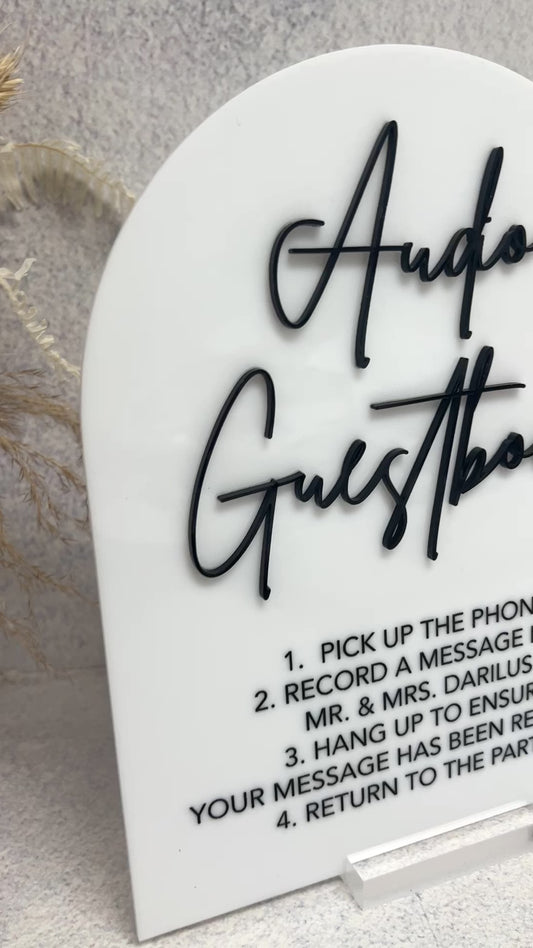 Audio
Guestbo
1. PICK UP THE PHON
2. RECORD A MESSAGE
MR. & MRS. DARILUS
3. HANG UP TO ENSUR
YOUR MESSAGE HAS BEEN RE
4. RETURN TO THE PART